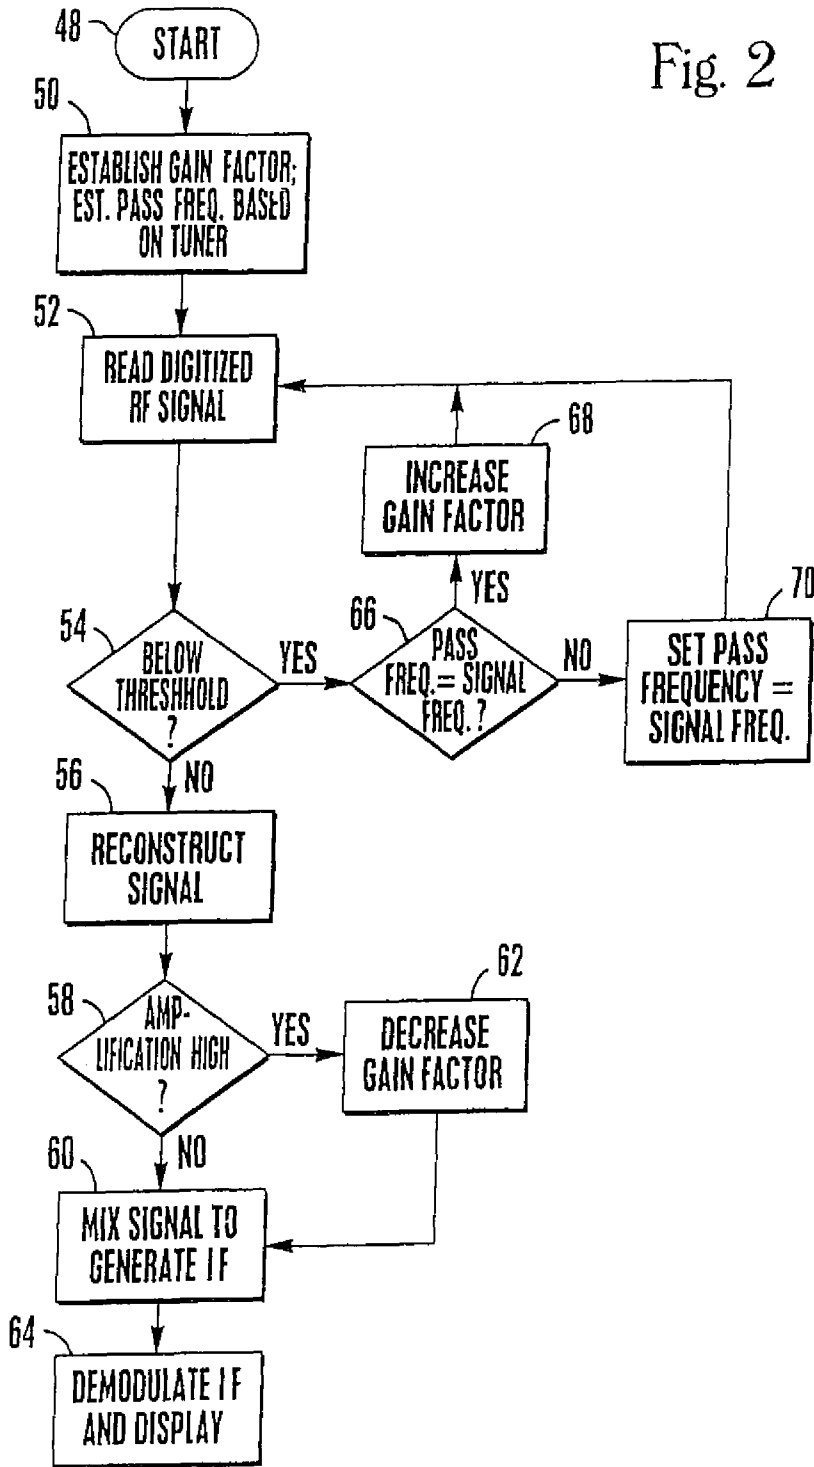 48
START
Fig. 2
50
ESTABLISH GAIN FACTOR;
EST. PASS FREQ. BASED
ON TUNER
52
READ DIGITIZED
RF SIGNAL
68
INCREASE
GAIN FACTOR
YES
54
BELOW
THRESHHOLD
?
YES
66
PASS
FREQ.= SIGNAL
FREQ. ?
NO
70
SET PASS
FREQUENCY =
SIGNAL FREQ.
NO
56
RECONSTRUCT
SIGNAL
58
AMP-
LIFICATION HIGH
?
YES
62
DECREASE
GAIN FACTOR
NO
60
MIX SIGNAL TO
GENERATE IF
64
DEMODULATE IF
AND DISPLAY